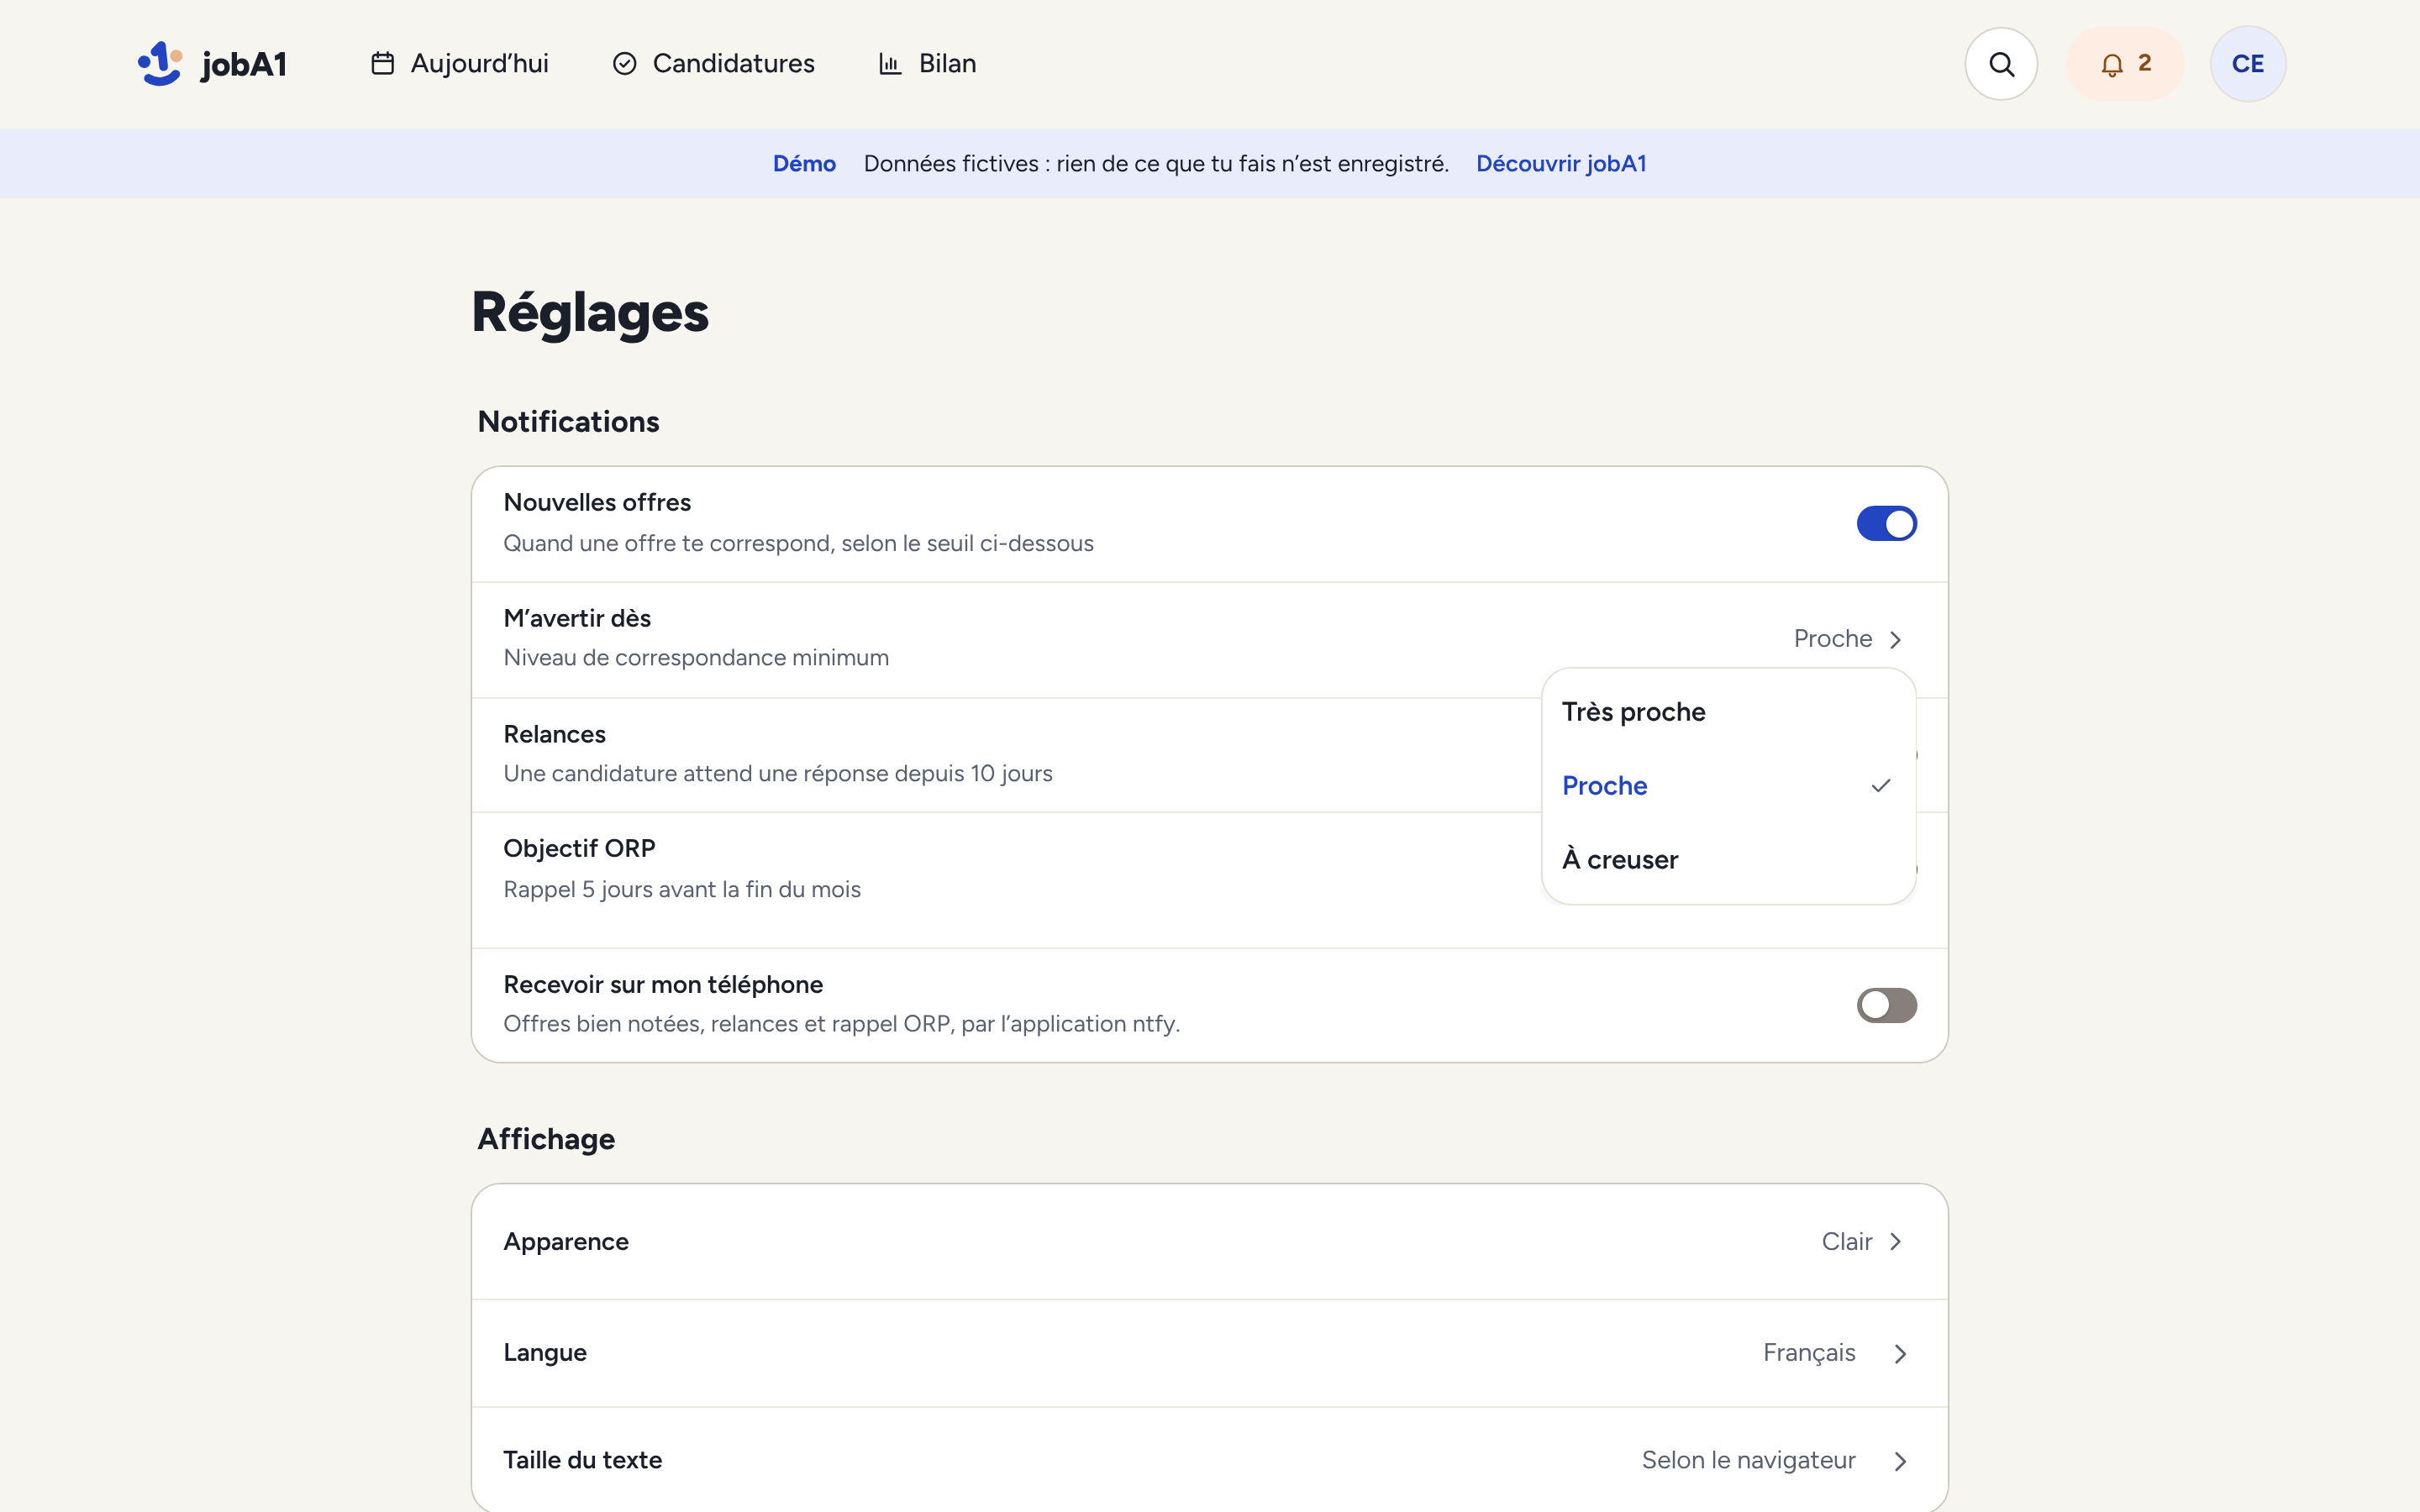 jobA1
Aujourd’hui
Candidatures
Bilan
2
CE
Démo Données fictives : rien de ce que tu fais n’est enregistré. Découvrir jobA1
Réglages
Notifications
Nouvelles offres
Quand une offre te correspond, selon le seuil ci-dessous
M’avertir dès
Niveau de correspondance minimum
Proche
Très proche
Proche
À creuser
Relances
Une candidature attend une réponse depuis 10 jours
Objectif ORP
Rappel 5 jours avant la fin du mois
Recevoir sur mon téléphone
Offres bien notées, relances et rappel ORP, par l’application ntfy.
Affichage
Apparence
Clair
Langue
Français
Taille du texte
Selon le navigateur